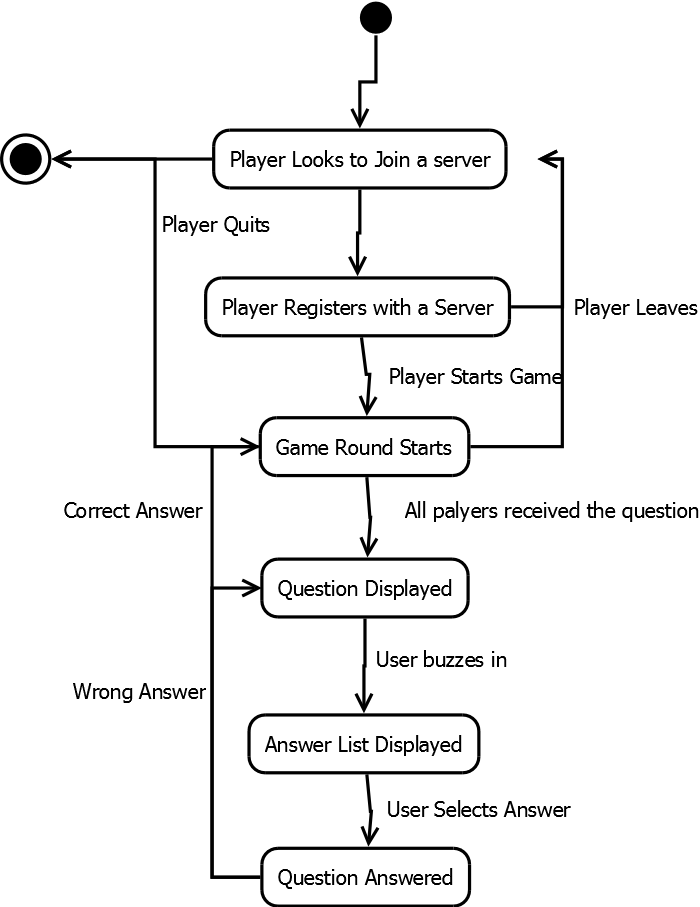 Player Looks to Join a server
Player Quits
Player Registers with a Server
Player Leaves
Player Starts Game
Game Round Starts
Correct Answer
All palyers received the question
Question Displayed
User buzzes in
Wrong Answer
Answer List Displayed
User Selects Answer
Question Answered